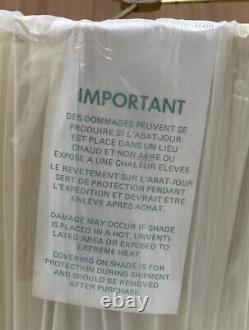 IMPORTANT
DES DOMMAGES PEUVENT SE
PRODUIRE SI L'ABAT-JOUR
EST PLACE DANS UN LIEU
CHAUD ET NON AERE OU
EXPOSE A UNE CHALEUR ELEVEE.
LE REVETEMENT SUR L'ABAT JOUR
SERT DE PROTECTION PENDANT
L'EXPEDITION ET DEVRAIT ETRE
ENLEVE APRES ACHAT.
DAMAGE MAY OCCUR IF SHADE
IS PLACED IN A HOT, UNVENTI-
LATED AREA OR EXPOSED TO
EXTREME HEAT.
COVERING ON SHADE IS FOR
PROTECTION DURING SHIPMENT
AND SHOULD BE REMOVED
AFTER PURCHASE.
ebay